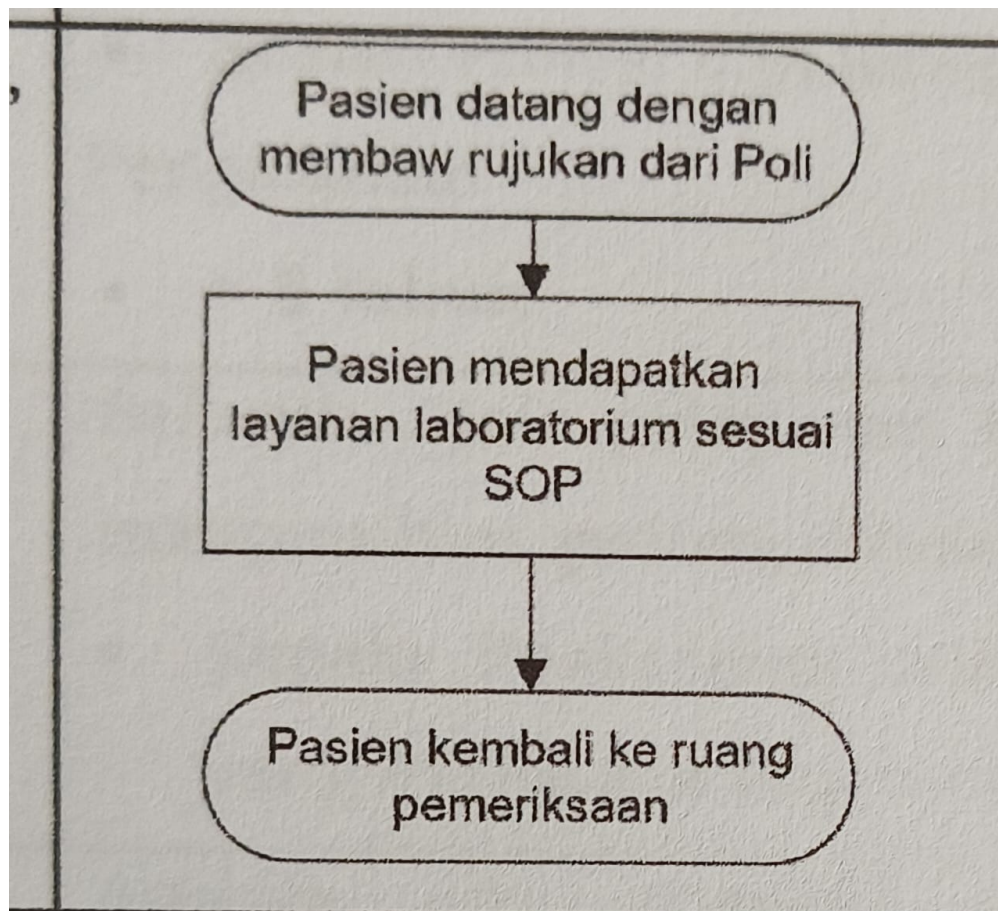 Pasien datang dengan
membaw rujukan dari Poli
Pasien mendapatkan
layanan laboratorium sesuai
SOP
Pasien kembali ke ruang
pemeriksaan